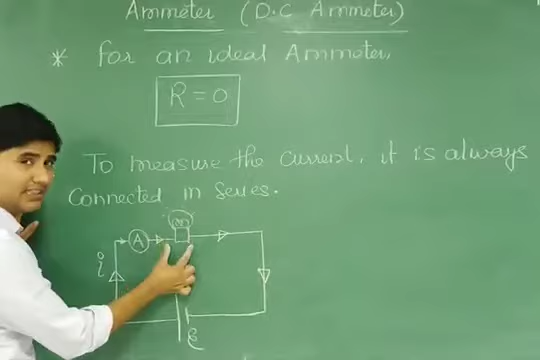 Ammeter (D.C Ammeter)
* for an ideal Ammeter,
R = 0
To measure the current, it is always
Connected in series.
A
i